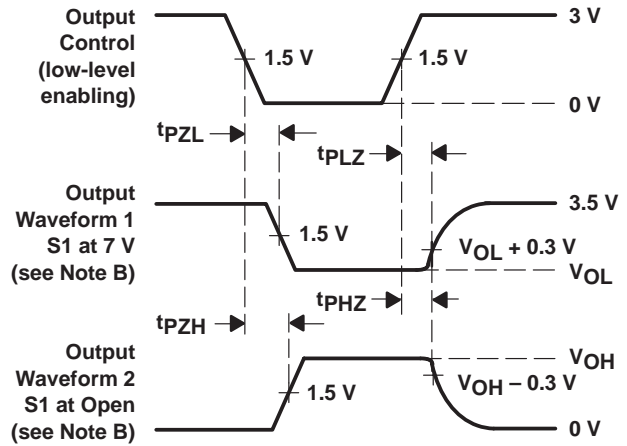 Output
Control
(low-level
enabling)
1.5 V
1.5 V
3 V
0 V
tPZL
tPLZ
Output
Waveform 1
S1 at 7 V
(see Note B)
1.5 V
3.5 V
VOL + 0.3 V
VOL
tPHZ
tPZH
Output
Waveform 2
S1 at Open
(see Note B)
1.5 V
VOH
VOH – 0.3 V
0 V